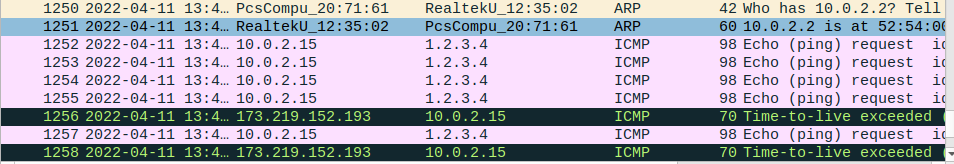 1250 2022-04-11 13:4… PcsCompu_20:71:61 RealtekU_12:35:02 ARP 42 Who has 10.0.2.2? Tell
1251 2022-04-11 13:4… RealtekU_12:35:02 PcsCompu_20:71:61 ARP 60 10.0.2.2 is at 52:54:00
1252 2022-04-11 13:4… 10.0.2.15 1.2.3.4 ICMP 98 Echo (ping) request
1253 2022-04-11 13:4… 10.0.2.15 1.2.3.4 ICMP 98 Echo (ping) request
1254 2022-04-11 13:4… 10.0.2.15 1.2.3.4 ICMP 98 Echo (ping) request
1255 2022-04-11 13:4… 10.0.2.15 1.2.3.4 ICMP 98 Echo (ping) request
1256 2022-04-11 13:4… 173.219.152.193 10.0.2.15 ICMP 70 Time-to-live exceeded (
1257 2022-04-11 13:4… 10.0.2.15 1.2.3.4 ICMP 98 Echo (ping) request
1258 2022-04-11 13:4… 173.219.152.193 10.0.2.15 ICMP 70 Time-to-live exceeded (